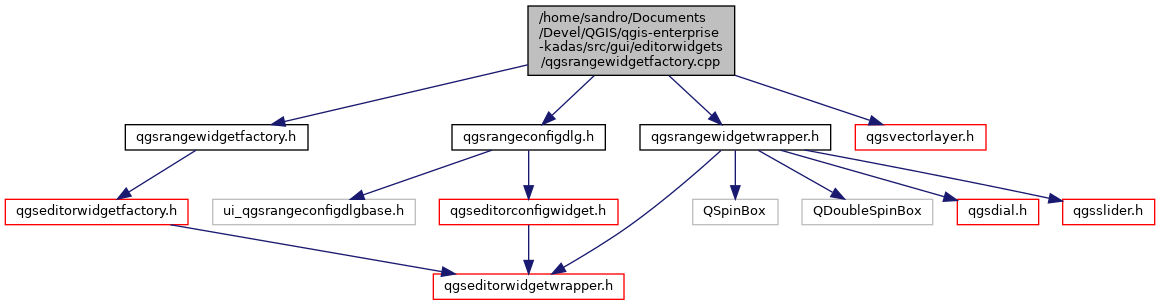 /home/sandro/Documents
/Devel/QGIS/qgis-enterprise
-kadas/src/gui/editorwidgets
/qgsrangewidgetfactory.cpp
qgsrangewidgetfactory.h
qgsrangeconfigdlg.h
qgsrangewidgetwrapper.h
qgsvectorlayer.h
qgseditorwidgetfactory.h
ui_qgsrangeconfigdlgbase.h
qgseditorconfigwidget.h
QSpinBox
QDoubleSpinBox
qgsdial.h
qgsslider.h
qgseditorwidgetwrapper.h